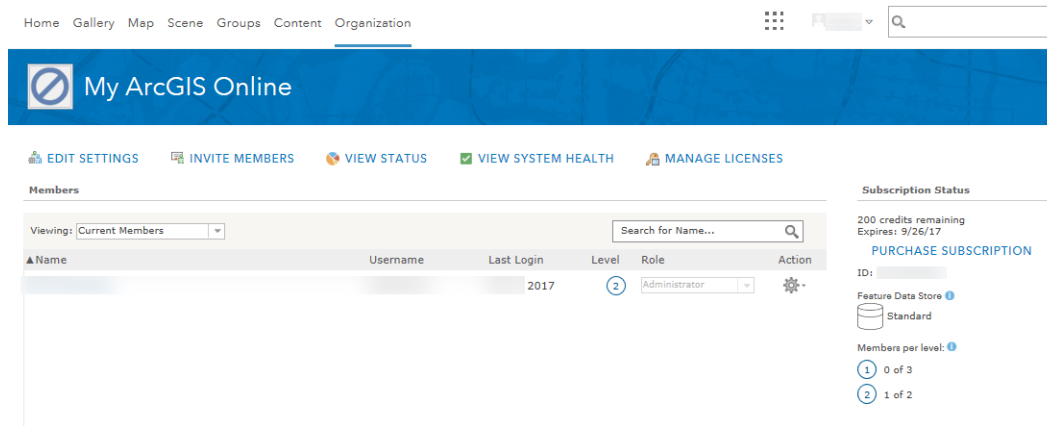 Home Gallery Map Scene Groups Content Organization
My ArcGIS Online
EDIT SETTINGS INVITE MEMBERS VIEW STATUS VIEW SYSTEM HEALTH MANAGE LICENSES
Members
Viewing: Current Members Search for Name...
▲Name Username Last Login Level Role Action
2017 2 Administrator
Subscription Status
200 credits remaining
Expires: 9/26/17
PURCHASE SUBSCRIPTION
ID:
Feature Data Store i
Standard
Members per level: i
1 0 of 3
2 1 of 2